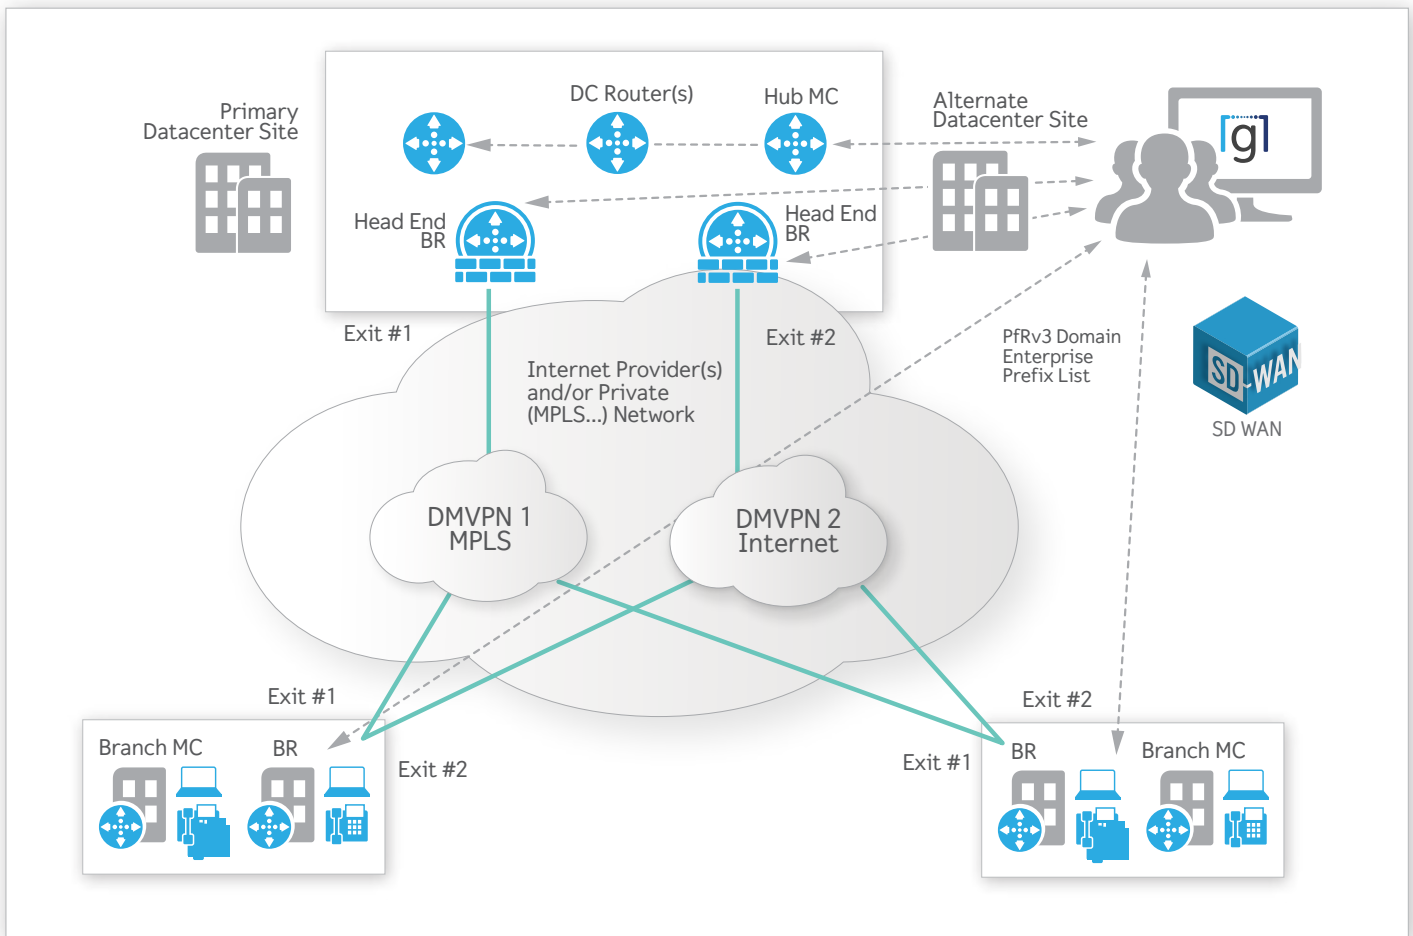 Primary
Datacenter Site
DC Router(s)
Hub MC
Alternate
Datacenter Site
[g]
Head End
BR
Head End
BR
Exit #1
Exit #2
PfRv3 Domain
Enterprise
Prefix List
SD-WAN
SD WAN
Internet Provider(s)
and/or Private
(MPLS...) Network
DMVPN 1
MPLS
DMVPN 2
Internet
Exit #1
Exit #2
Branch MC
BR
Exit #2
Exit #1
BR
Branch MC